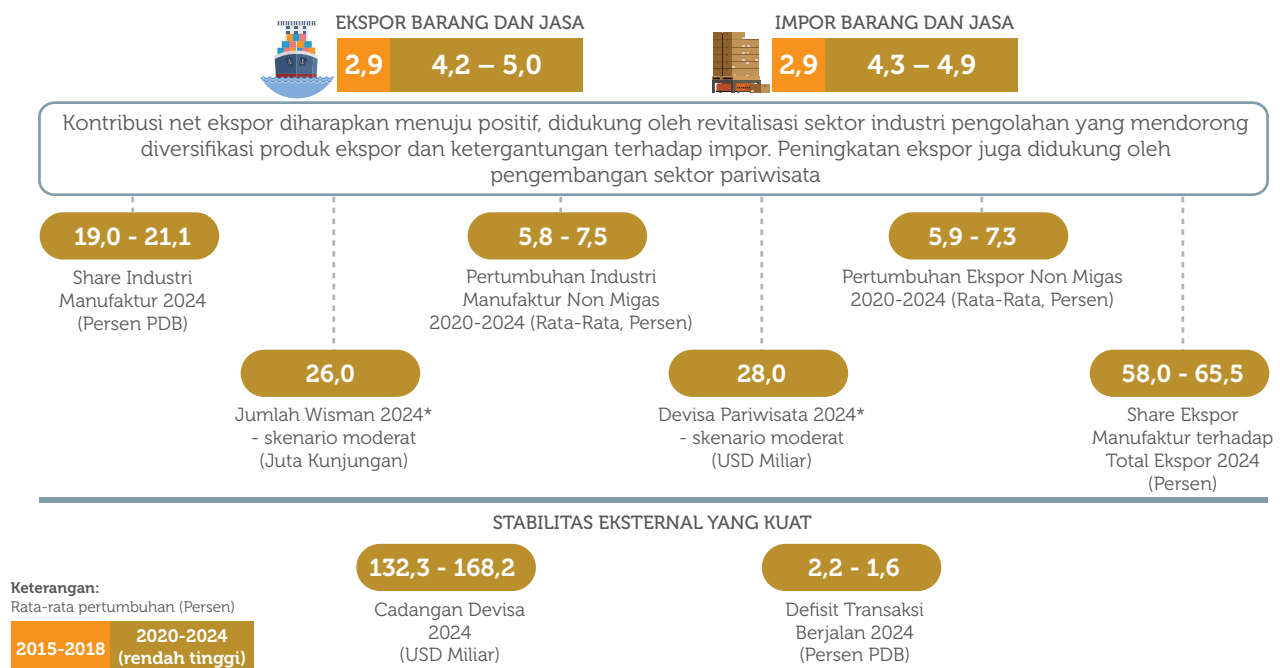 EKSPOR BARANG DAN JASA
2,9
4,2 – 5,0
IMPOR BARANG DAN JASA
2,9
4,3 – 4,9
Kontribusi net ekspor diharapkan menuju positif, didukung oleh revitalisasi sektor industri pengolahan yang mendorong
diversifikasi produk ekspor dan ketergantungan terhadap impor. Peningkatan ekspor juga didukung oleh
pengembangan sektor pariwisata
19,0 - 21,1
Share Industri
Manufaktur 2024
(Persen PDB)
5,8 - 7,5
Pertumbuhan Industri
Manufaktur Non Migas
2020-2024 (Rata-Rata, Persen)
5,9 - 7,3
Pertumbuhan Ekspor Non Migas
2020-2024 (Rata-Rata, Persen)
26,0
Jumlah Wisman 2024*
- skenario moderat
(Juta Kunjungan)
28,0
Devisa Pariwisata 2024*
- skenario moderat
(USD Miliar)
58,0 - 65,5
Share Ekspor
Manufaktur terhadap
Total Ekspor 2024
(Persen)
STABILITAS EKSTERNAL YANG KUAT
132,3 - 168,2
Cadangan Devisa
2024
(USD Miliar)
2,2 - 1,6
Defisit Transaksi
Berjalan 2024
(Persen PDB)
Keterangan:
Rata-rata pertumbuhan (Persen)
2015-2018
2020-2024
(rendah tinggi)